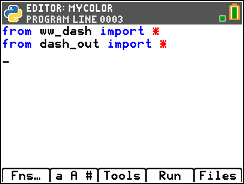 EDITOR: MYCOLOR
PROGRAM LINE 0003
from ww_dash import *
from dash_out import *
_
Fns… a A # Tools Run Files